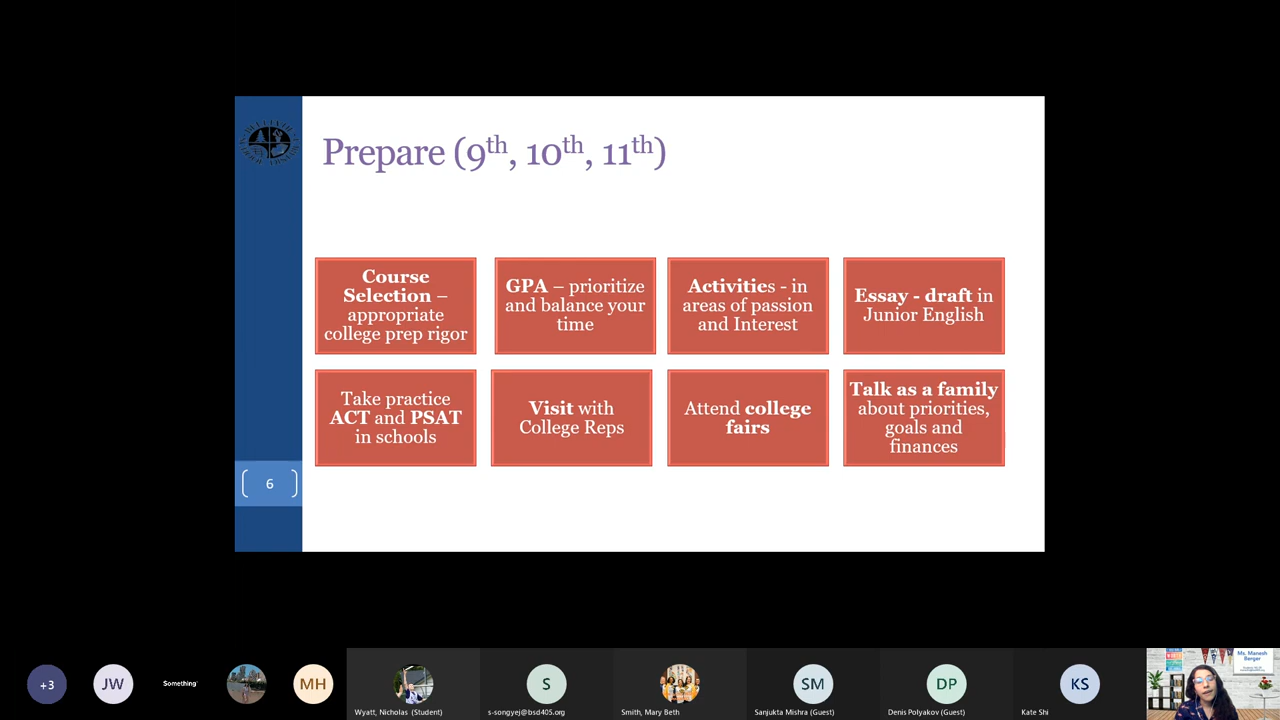 Prepare (9th, 10th, 11th)
Course
Selection –
appropriate
college prep rigor
GPA – prioritize
and balance your
time
Activities - in
areas of passion
and Interest
Essay - draft in
Junior English
Take practice
ACT and PSAT
in schools
Visit with
College Reps
Attend college
fairs
Talk as a family
about priorities,
goals and
finances
6
+3
JW
Something
MH
Wyatt, Nicholas (Student)
S
s-songyej@bsd405.org
Smith, Mary Beth
SM
Sanjukta Mishra (Guest)
DP
Denis Polyakov (Guest)
KS
Kate Shi
Ms. Manesh
Berger